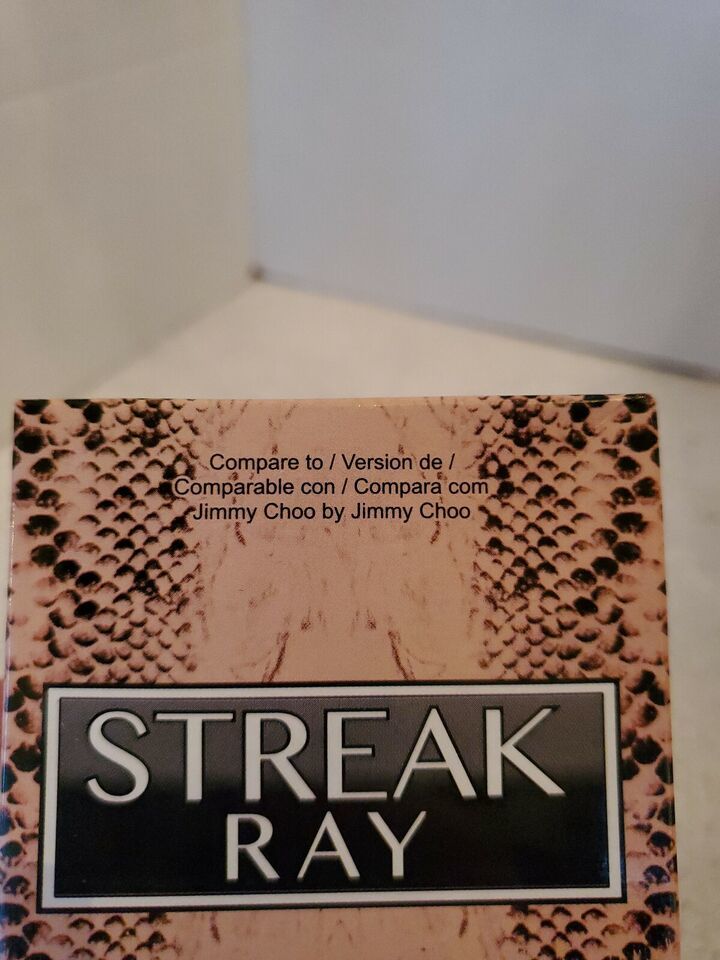 Compare to / Version de /
Comparable con / Compara com
Jimmy Choo by Jimmy Choo
STREAK
RAY